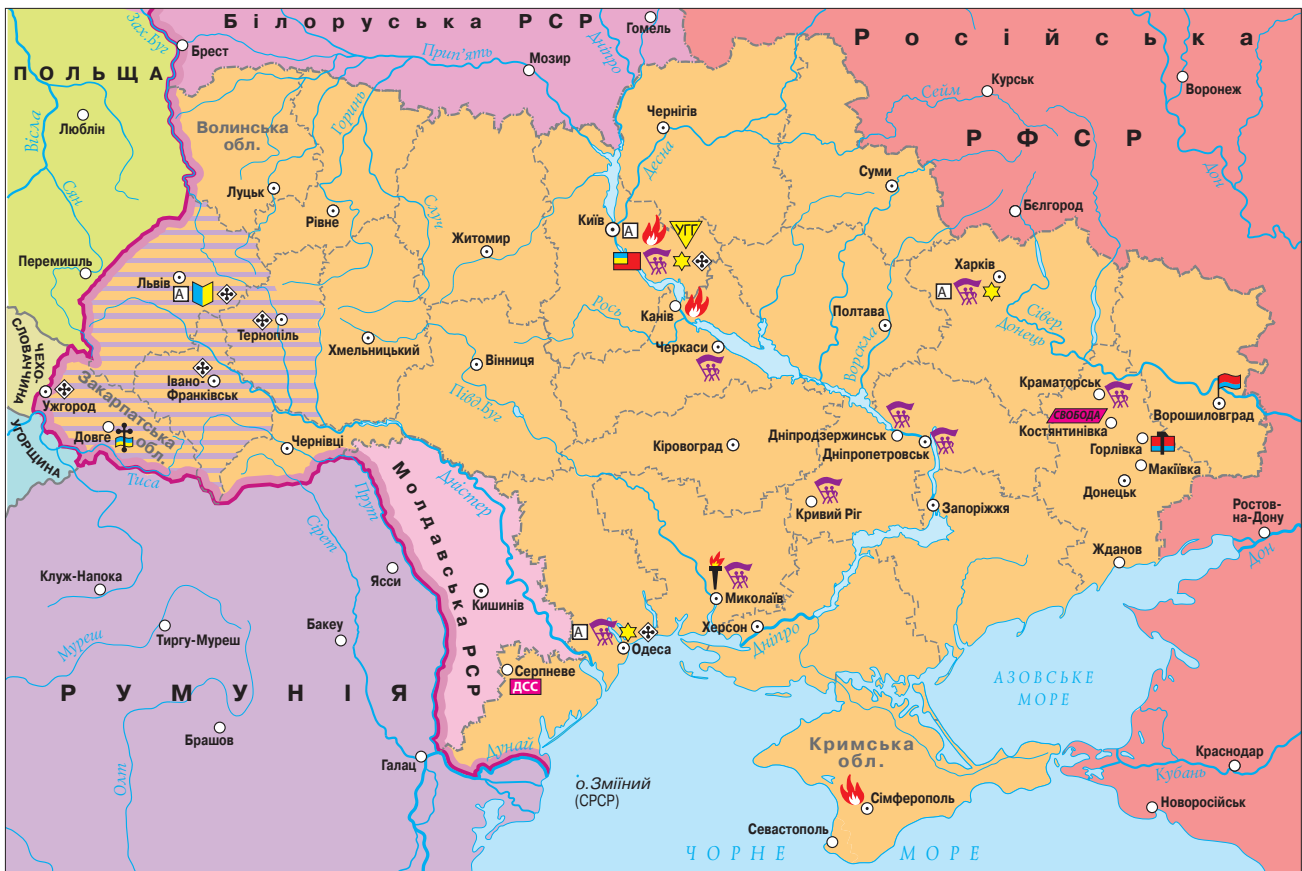 Білоруська РСР
Гомель
Зах.Буг
Брест
Прип'ять
Мозир
Дніпро
Російська
РФСР
Курськ
Сейм
Воронеж
Дон
Бєлгород
ПОЛЬЩА
Люблін
Вісла
Сян
Перемишль
Волинська
обл.
Горинь
Луцьк
Рівне
Случ
Житомир
Чернігів
Десна
Київ
А
УГГ
Суми
Харків
А
Сівер.
Донець
Львів
А
Тернопіль
Хмельницький
Рось
Канів
Черкаси
Полтава
Ворскла
Вінниця
Півд.Буг
ЧЕХО-
СЛОВАЧЧИНА
Ужгород
Закарпатська
обл.
Івано-
Франківськ
Довге
УГОРЩИНА
Чернівці
Тиса
Краматорськ
СВОБОДА
Костянтинівка
Ворошиловград
Горлівка
Макіївка
Донецьк
Дніпродзержинськ
Дніпропетровськ
Кіровоград
Кривий Ріг
Запоріжжя
Жданов
Ростов-
на-Дону
Дон
Молдавська РСР
Дністер
Прут
Сірет
Клуж-Напока
Ясси
Кишинів
Миколаїв
Херсон
Дніпро
А
Одеса
Тиргу-Муреш
Муреш
Бакеу
РУМУНІЯ
Серпневе
ДСС
Брашов
Олт
Галац
Дунай
о.Зміїний
(СРСР)
АЗОВСЬКЕ
МОРЕ
Кримська
обл.
Сімферополь
Севастополь
Краснодар
Кубань
Новоросійськ
ЧОРНЕ МОРЕ